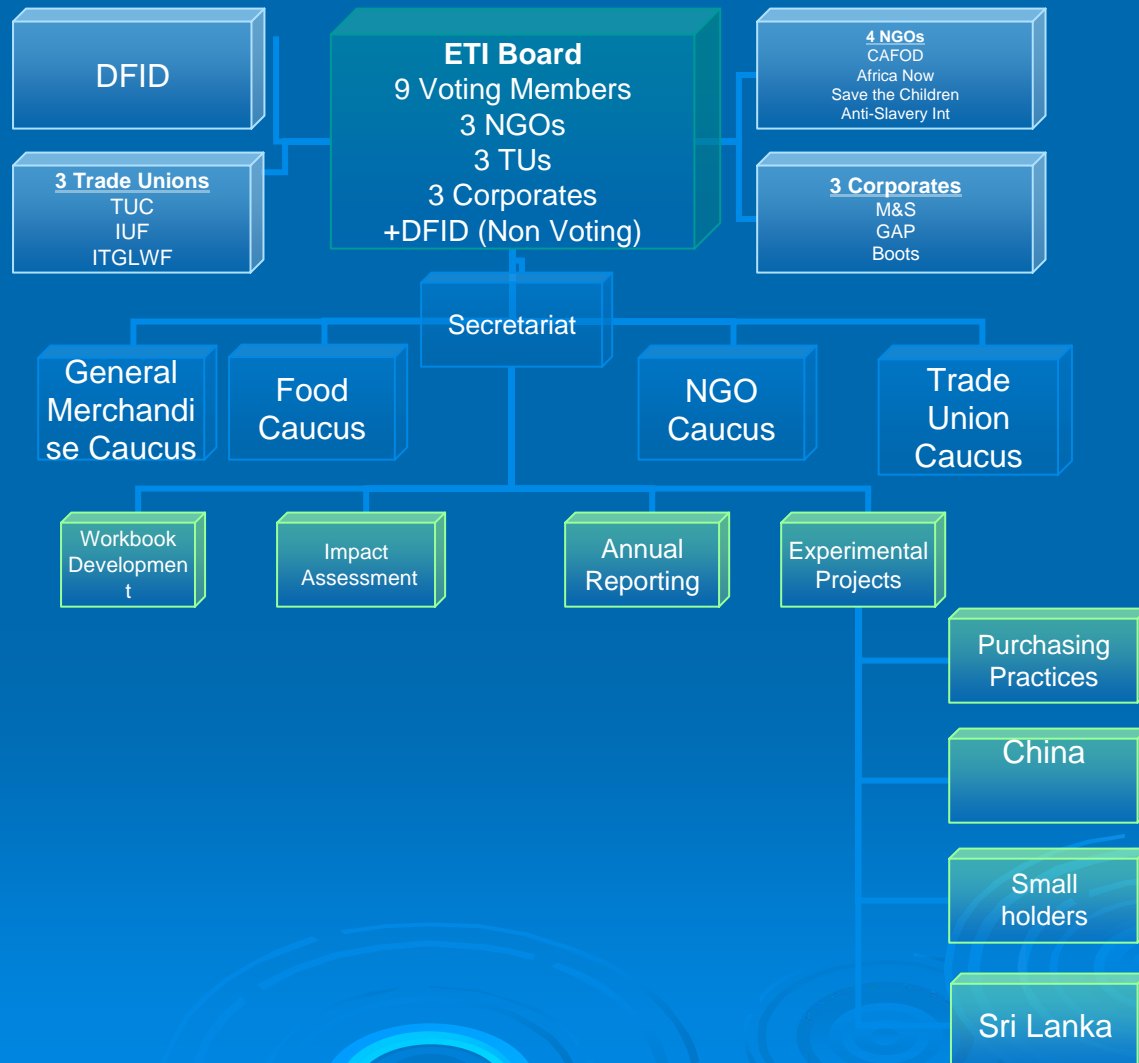 DFID
ETI Board
9 Voting Members
3 NGOs
3 TUs
3 Corporates
+DFID (Non Voting)
4 NGOs
CAFOD
Africa Now
Save the Children
Anti-Slavery Int
3 Trade Unions
TUC
IUF
ITGLWF
3 Corporates
M&S
GAP
Boots
Secretariat
General
Merchandi
se Caucus
Food
Caucus
NGO
Caucus
Trade
Union
Caucus
Workbook
Developmen
t
Impact
Assessment
Annual
Reporting
Experimental
Projects
Purchasing
Practices
China
Small
holders
Sri Lanka